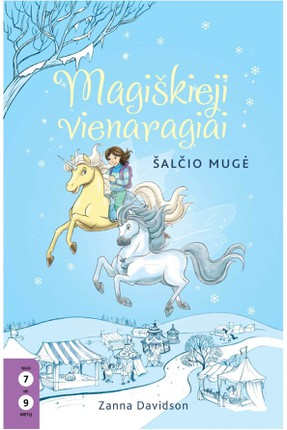 Magiškieji
vienaragiai
ŠALČIO MUGĖ
NUO
7
IKI
9
METŲ
Zanna Davidson